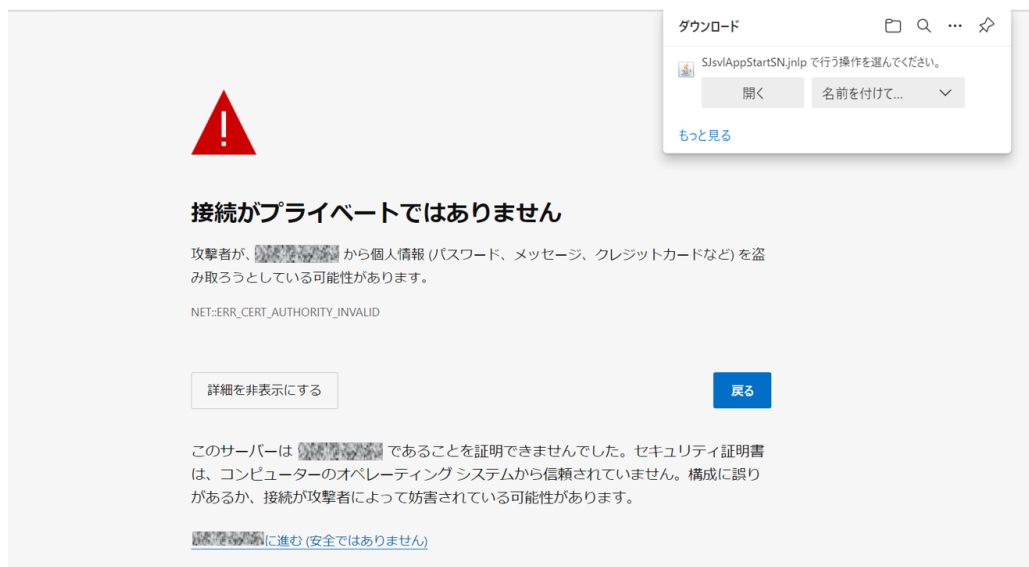 ダウンロード
SJsvlAppStartSN.jnlp で行う操作を選んでください。
開く
名前を付けて...
もっと見る
接続がプライベートではありません
攻撃者が、 から個人情報 (パスワード、メッセージ、クレジットカードなど) を盗
み取ろうとしている可能性があります。
NET::ERR_CERT_AUTHORITY_INVALID
詳細を非表示にする
戻る
このサーバーは であることを証明できませんでした。セキュリティ証明書
は、コンピューターのオペレーティング システムから信頼されていません。構成に誤り
があるか、接続が攻撃者によって妨害されている可能性があります。
に進む (安全ではありません)